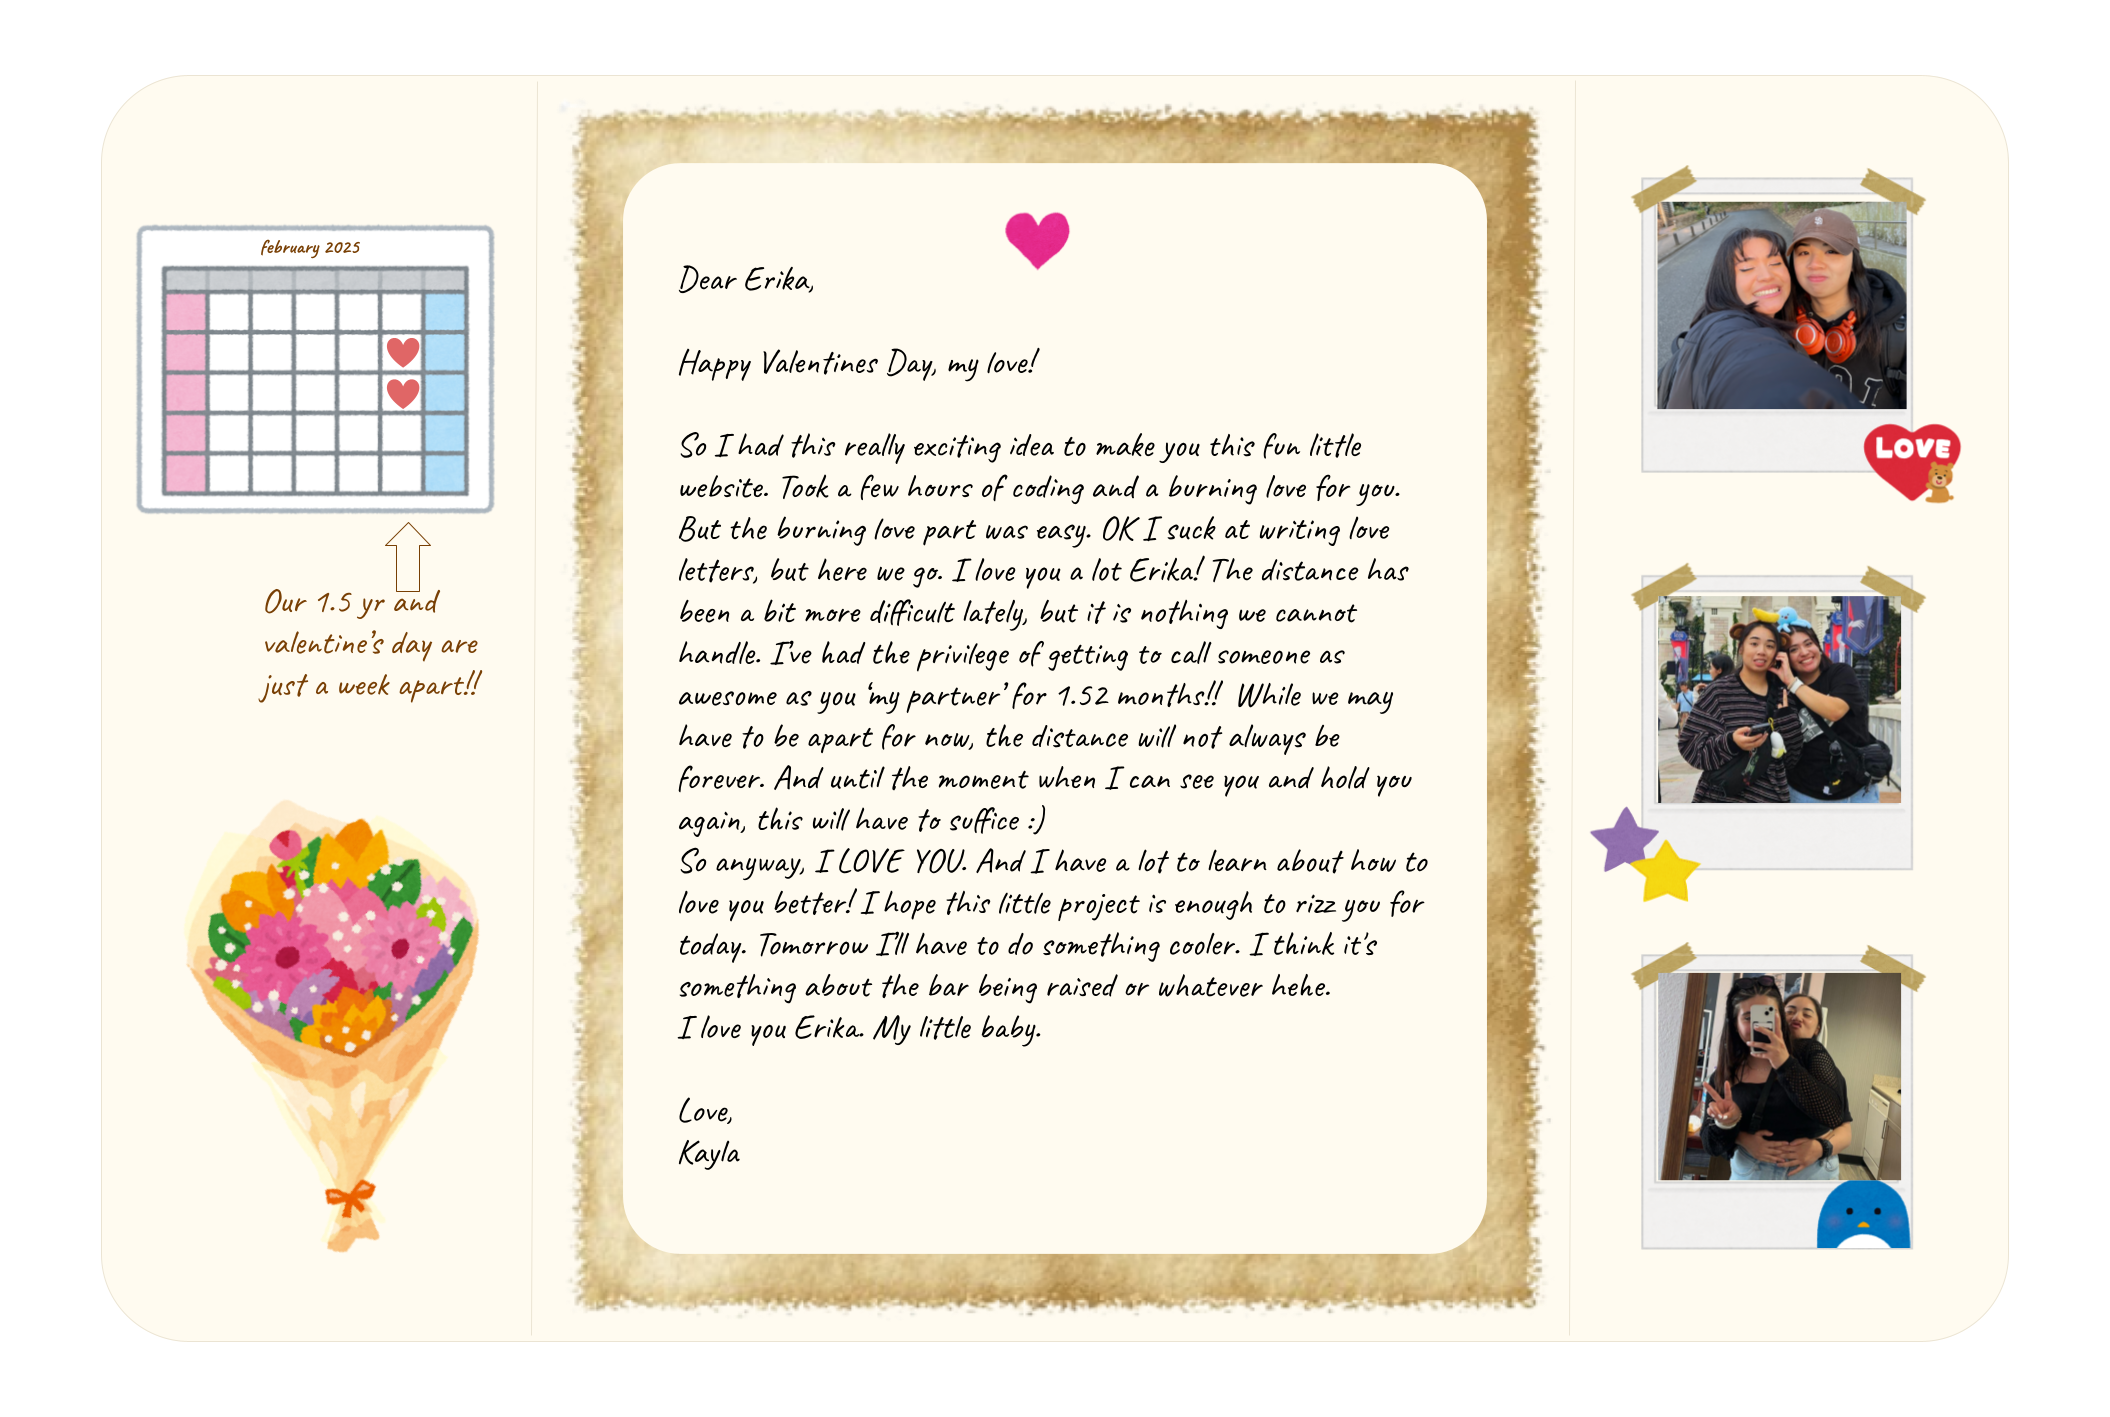 february 2025
Our 1.5 yr and
valentine's day are
just a week apart!!
Dear Erika,
Happy Valentines Day, my love!
So I had this really exciting idea to make you this fun little
website. Took a few hours of coding and a burning love for you.
But the burning love part was easy. OK I suck at writing love
letters, but here we go. I love you a lot Erika! The distance has
been a bit more difficult lately, but it is nothing we cannot
handle. I've had the privilege of getting to call someone as
awesome as you ‘my partner’ for 1.52 months!! While we may
have to be apart for now, the distance will not always be
forever. And until the moment when I can see you and hold you
again, this will have to suffice :)
So anyway, I LOVE YOU. And I have a lot to learn about how to
love you better! I hope this little project is enough to rizz you for
today. Tomorrow I'll have to do something cooler. I think it's
something about the bar being raised or whatever hehe.
I love you Erika. My little baby.
Love,
Kayla
LOVE